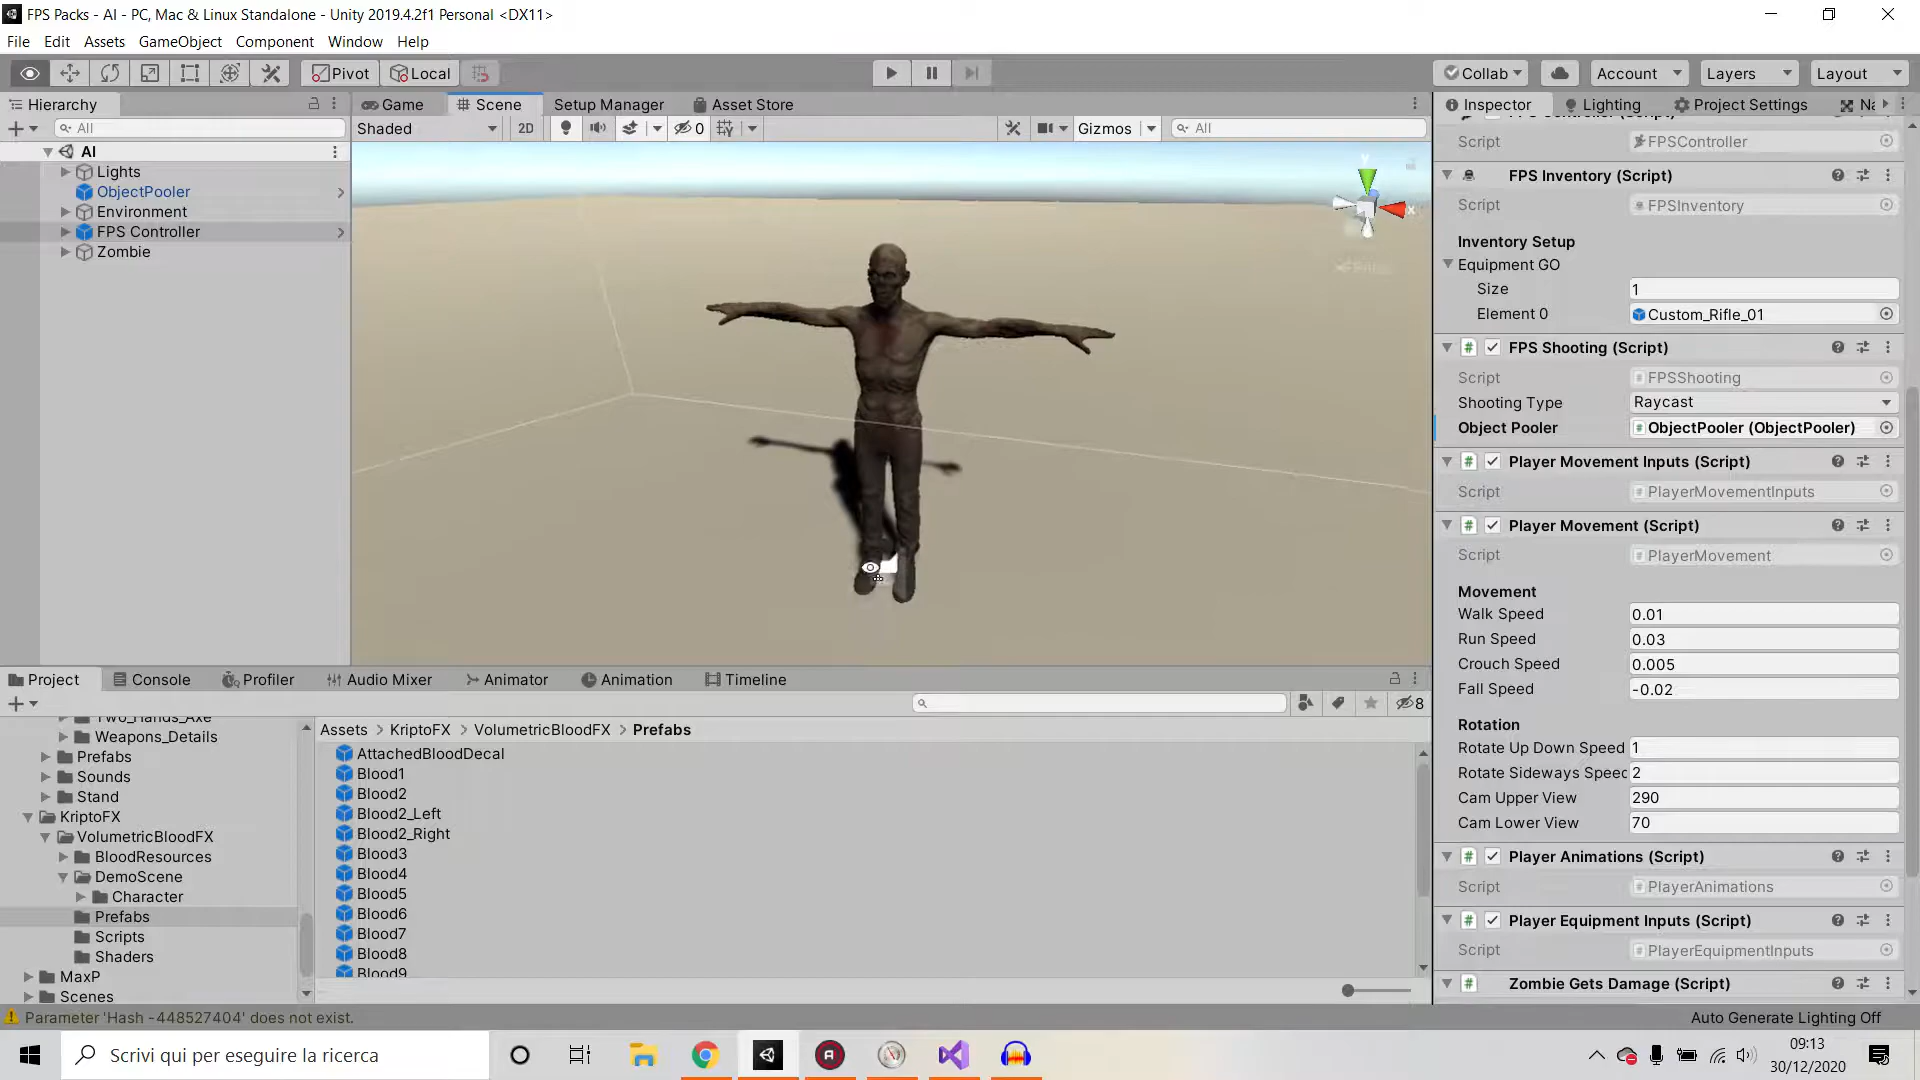 FPS Packs - AI - PC, Mac & Linux Standalone - Unity 2019.4.2f1 Personal <DX11>
File Edit Assets GameObject Component Window Help
Pivot Local Collab Account Layers Layout
Hierarchy
All
AI
Lights
ObjectPooler
Environment
FPS Controller
Zombie
Game Scene Setup Manager Asset Store
Shaded 2D 0 Gizmos All
Inspector Lighting Project Settings
Script FPSController
FPS Inventory (Script)
Script FPSInventory
Inventory Setup
Equipment GO
Size 1
Element 0 Custom_Rifle_01
FPS Shooting (Script)
Script FPSShooting
Shooting Type Raycast
Object Pooler ObjectPooler (ObjectPooler)
Player Movement Inputs (Script)
Script PlayerMovementInputs
Player Movement (Script)
Script PlayerMovement
Movement
Walk Speed 0.01
Run Speed 0.03
Crouch Speed 0.005
Fall Speed -0.02
Rotation
Rotate Up Down Speed 1
Rotate Sideways Speed 2
Cam Upper View 290
Cam Lower View 70
Player Animations (Script)
Script PlayerAnimations
Player Equipment Inputs (Script)
Script PlayerEquipmentInputs
Zombie Gets Damage (Script)
Project Console Profiler Audio Mixer Animator Animation Timeline
8
Two_Hands_Axe
Weapons_Details
Prefabs
Sounds
Stand
KriptoFX
VolumetricBloodFX
BloodResources
DemoScene
Character
Prefabs
Scripts
Shaders
MaxP
Scenes
Assets > KriptoFX > VolumetricBloodFX > Prefabs
AttachedBloodDecal
Blood1
Blood2
Blood2_Left
Blood2_Right
Blood3
Blood4
Blood5
Blood6
Blood7
Blood8
Blood9
Parameter 'Hash -448527404' does not exist.
Auto Generate Lighting Off
Scrivi qui per eseguire la ricerca
09:13
30/12/2020